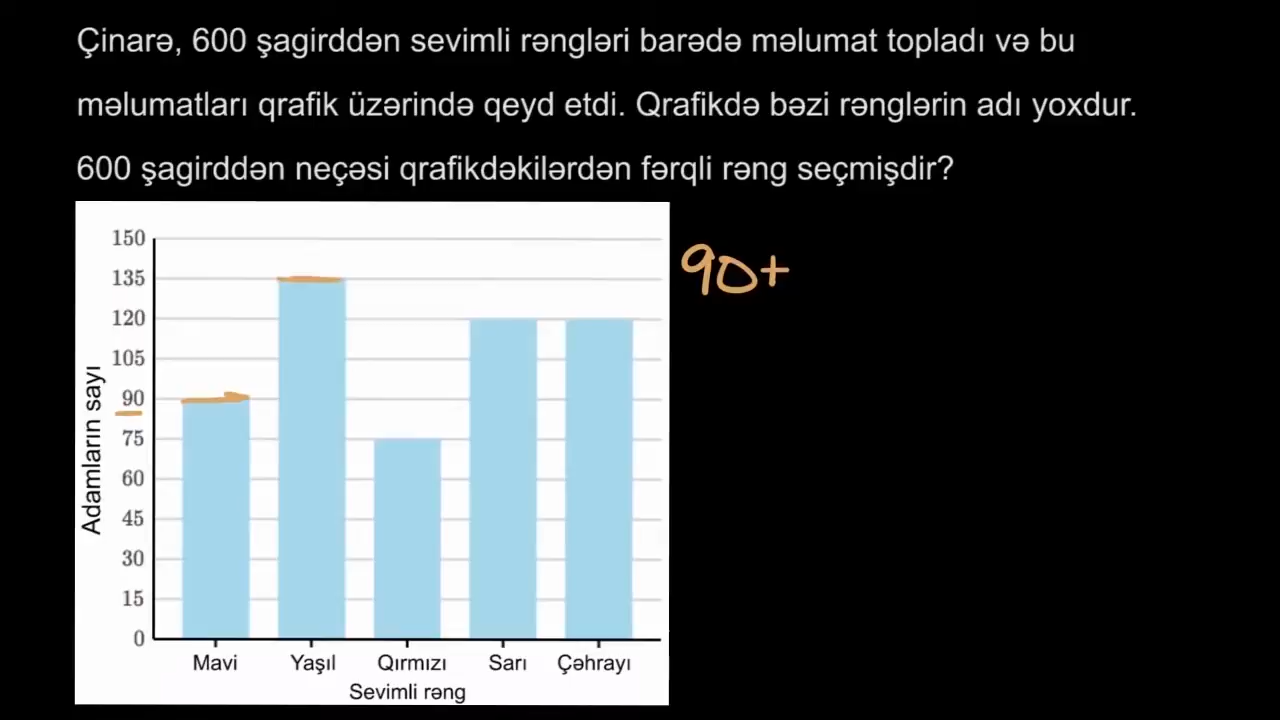 Çinarə, 600 şagirddən sevimli rəngləri barədə məlumat topladı və bu
məlumatları qrafik üzərində qeyd etdi. Qrafikdə bəzi rənglərin adı yoxdur.
600 şagirddən neçəsi qrafikdəkilərdən fərqli rəng seçmişdir?
90+
150
135
120
105
90
75
60
45
30
15
0
Adamların sayı
Mavi Yaşıl Qırmızı Sarı Çəhrayı
Sevimli rəng